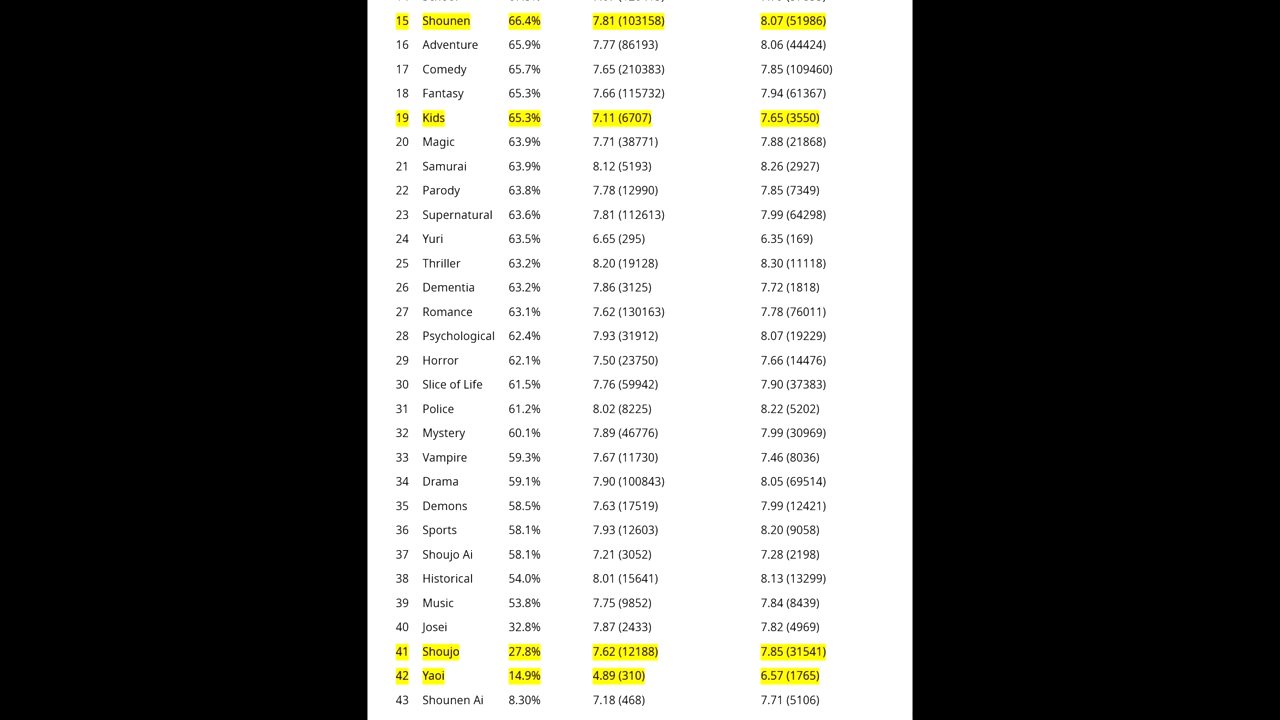 15 Shounen 66.4% 7.81 (103158) 8.07 (51986)
16 Adventure 65.9% 7.77 (86193) 8.06 (44424)
17 Comedy 65.7% 7.65 (210383) 7.85 (109460)
18 Fantasy 65.3% 7.66 (115732) 7.94 (61367)
19 Kids 65.3% 7.11 (6707) 7.65 (3550)
20 Magic 63.9% 7.71 (38771) 7.88 (21868)
21 Samurai 63.9% 8.12 (5193) 8.26 (2927)
22 Parody 63.8% 7.78 (12990) 7.85 (7349)
23 Supernatural 63.6% 7.81 (112613) 7.99 (64298)
24 Yuri 63.5% 6.65 (295) 6.35 (169)
25 Thriller 63.2% 8.20 (19128) 8.30 (11118)
26 Dementia 63.2% 7.86 (3125) 7.72 (1818)
27 Romance 63.1% 7.62 (130163) 7.78 (76011)
28 Psychological 62.4% 7.93 (31912) 8.07 (19229)
29 Horror 62.1% 7.50 (23750) 7.66 (14476)
30 Slice of Life 61.5% 7.76 (59942) 7.90 (37383)
31 Police 61.2% 8.02 (8225) 8.22 (5202)
32 Mystery 60.1% 7.89 (46776) 7.99 (30969)
33 Vampire 59.3% 7.67 (11730) 7.46 (8036)
34 Drama 59.1% 7.90 (100843) 8.05 (69514)
35 Demons 58.5% 7.63 (17519) 7.99 (12421)
36 Sports 58.1% 7.93 (12603) 8.20 (9058)
37 Shoujo Ai 58.1% 7.21 (3052) 7.28 (2198)
38 Historical 54.0% 8.01 (15641) 8.13 (13299)
39 Music 53.8% 7.75 (9852) 7.84 (8439)
40 Josei 32.8% 7.87 (2433) 7.82 (4969)
41 Shoujo 27.8% 7.62 (12188) 7.85 (31541)
42 Yaoi 14.9% 4.89 (310) 6.57 (1765)
43 Shounen Ai 8.30% 7.18 (468) 7.71 (5106)